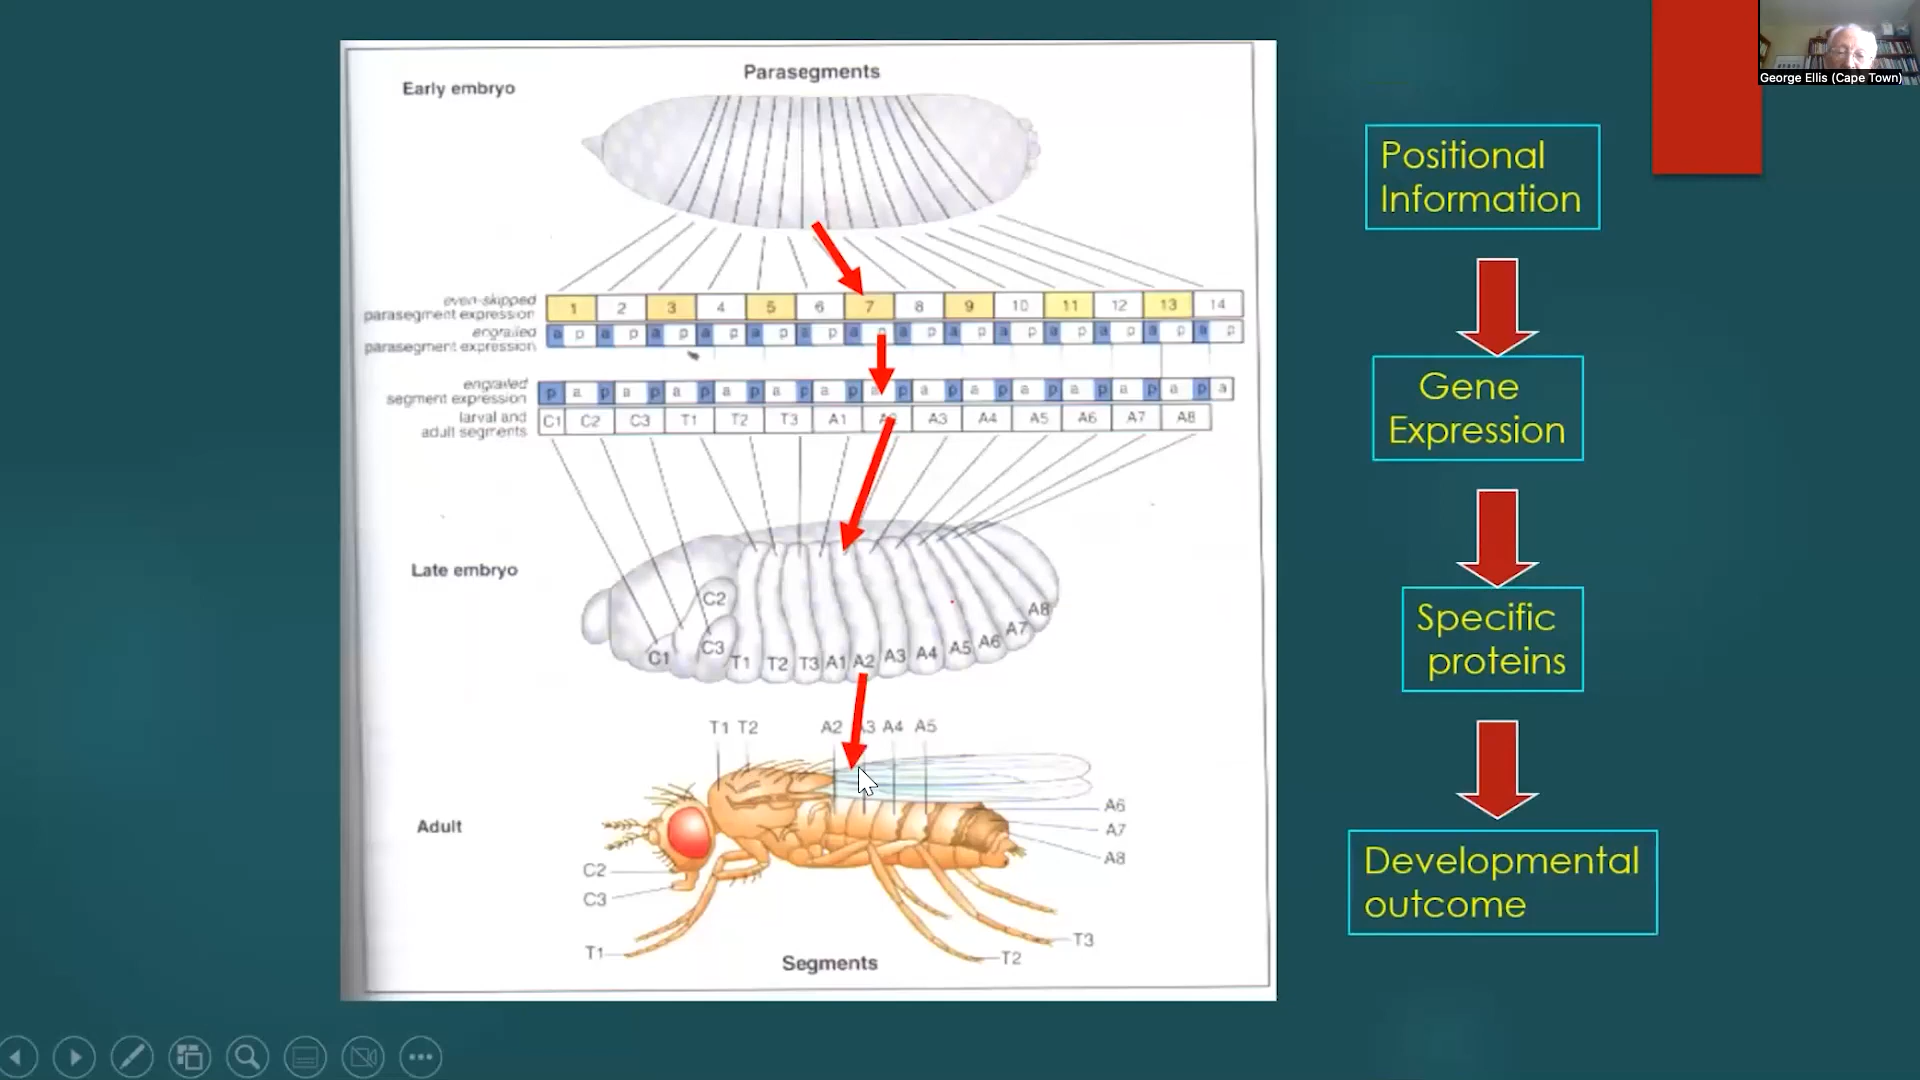 George Ellis (Cape Town)
Parasegments
Early embryo
even-skipped
parasegment expression
1 2 3 4 5 6 7 8 9 10 11 12 13 14
engrailed
parasegment expression
a p a p a p a p a p a p a p a p a p a p a p a p a p a p
engrailed
segment expression
p a p a p a p a p a p a p a p a p a p a p a p a p a p a
larval and
adult segments
C1 C2 C3 T1 T2 T3 A1 A2 A3 A4 A5 A6 A7 A8
Late embryo
C2
C1 C3 T1 T2 T3 A1 A2 A3 A4 A5 A6 A7 A8
T1 T2 A2 A3 A4 A5
Adult
A6
A7
A8
C2
C3
T1
T3
T2
Segments
Positional
Information
Gene
Expression
Specific
proteins
Developmental
outcome